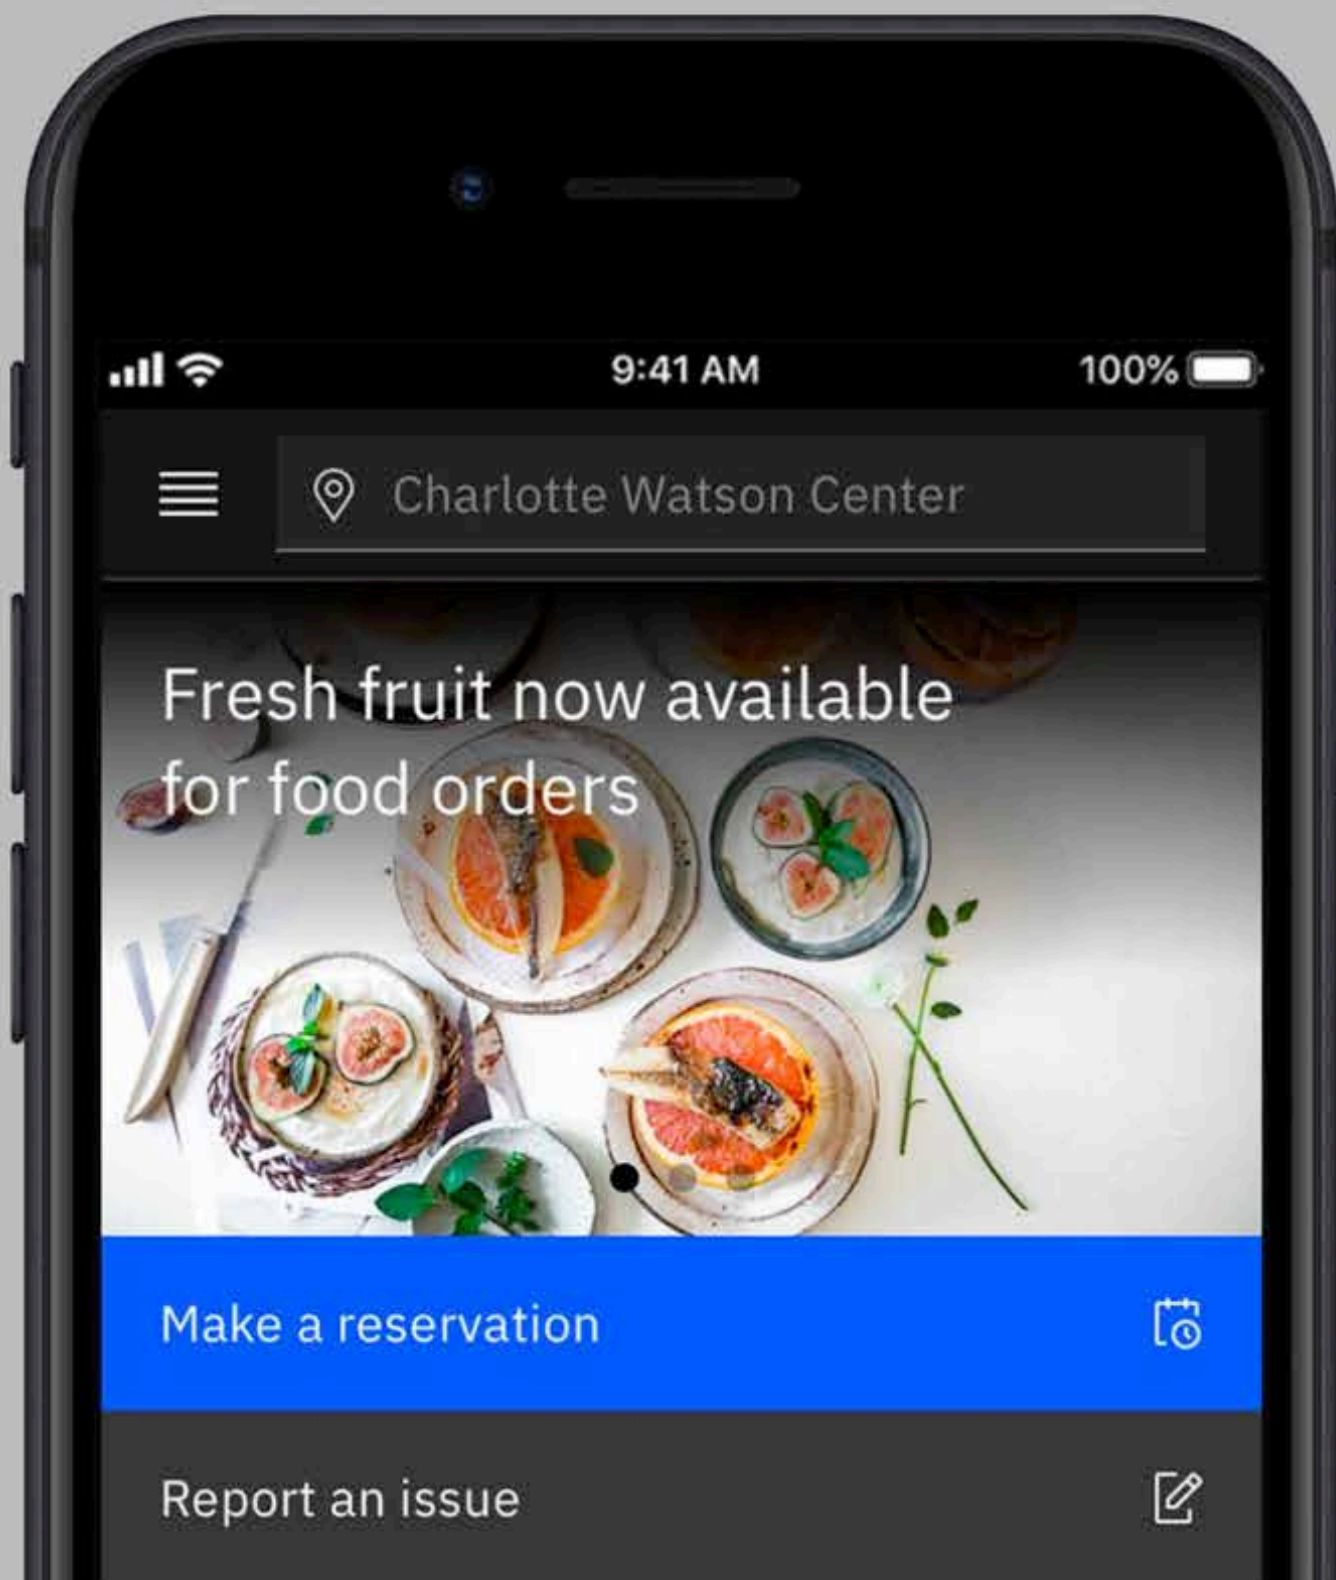 9:41 AM
100%
Charlotte Watson Center
Fresh fruit now available
for food orders
Make a reservation
Report an issue